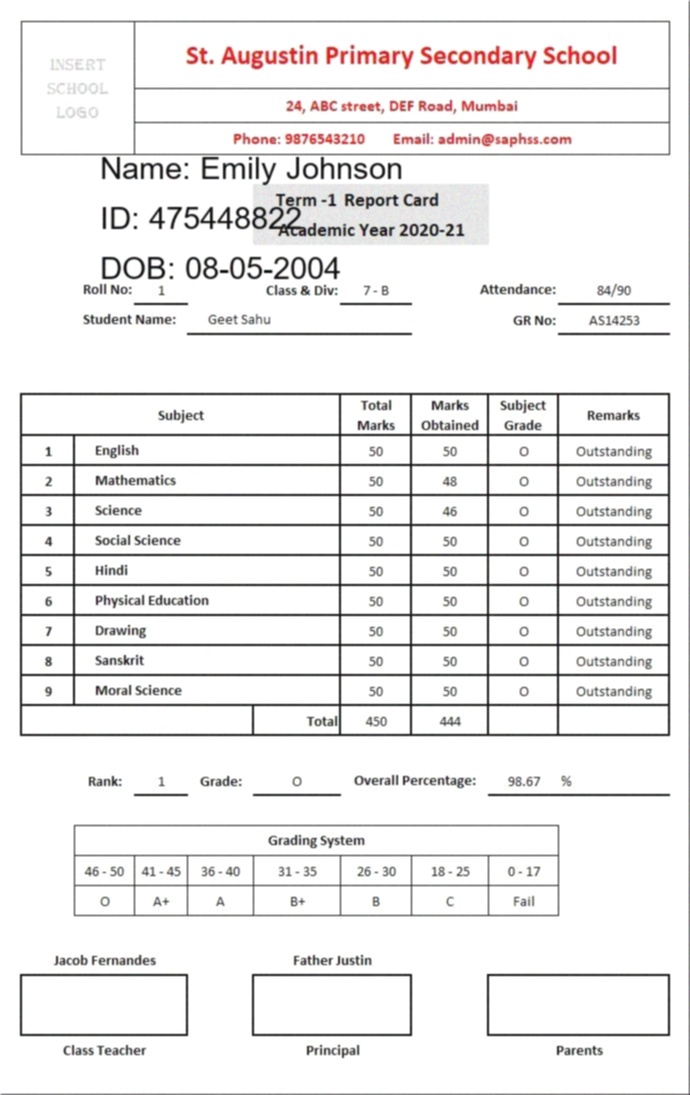 INSERT
SCHOOL
LOGO
St. Augustin Primary Secondary School
24, ABC street, DEF Road, Mumbai
Phone: 9876543210 Email: admin@saphss.com
Name: Emily Johnson
Term -1 Report Card
ID: 475448822
Academic Year 2020-21
DOB: 08-05-2004
Roll No: 1 Class & Div: 7 - B Attendance: 84/90
Student Name: Geet Sahu GR No: AS14253
Subject Total Marks Marks Obtained Subject Grade Remarks
1 English 50 50 O Outstanding
2 Mathematics 50 48 O Outstanding
3 Science 50 46 O Outstanding
4 Social Science 50 50 O Outstanding
5 Hindi 50 50 O Outstanding
6 Physical Education 50 50 O Outstanding
7 Drawing 50 50 O Outstanding
8 Sanskrit 50 50 O Outstanding
9 Moral Science 50 50 O Outstanding
Total 450 444
Rank: 1 Grade: O Overall Percentage: 98.67 %
Grading System
46 - 50 41 - 45 36 - 40 31 - 35 26 - 30 18 - 25 0 - 17
O A+ A B+ B C Fail
Jacob Fernandes Father Justin
Class Teacher Principal Parents